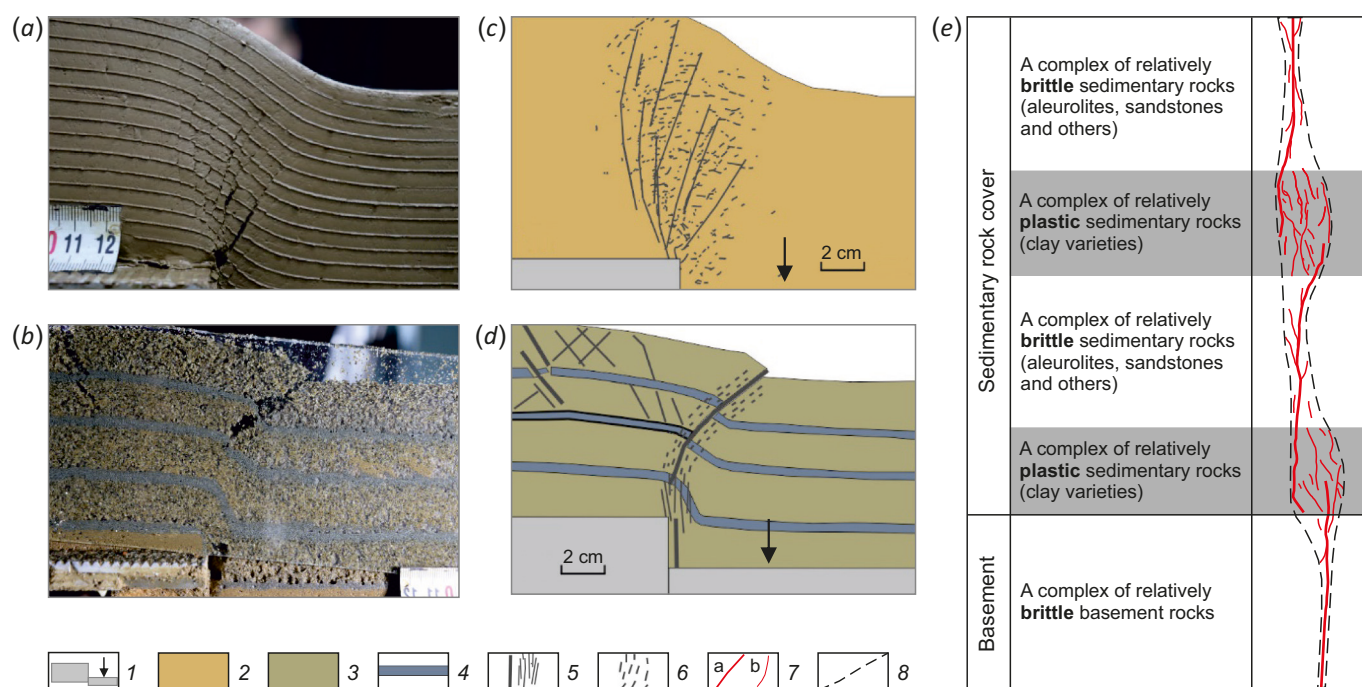 (a)
0 11 12
(b)
(c)
2 cm
(d)
2 cm
(e)
Sedimentary rock cover
A complex of relatively
brittle sedimentary rocks
(aleurolites, sandstones
and others)
A complex of relatively
plastic sedimentary rocks
(clay varieties)
A complex of relatively
brittle sedimentary rocks
(aleurolites, sandstones
and others)
A complex of relatively
plastic sedimentary rocks
(clay varieties)
Basement
A complex of relatively
brittle basement rocks
1
2
3
4
5
6
a b 7
8